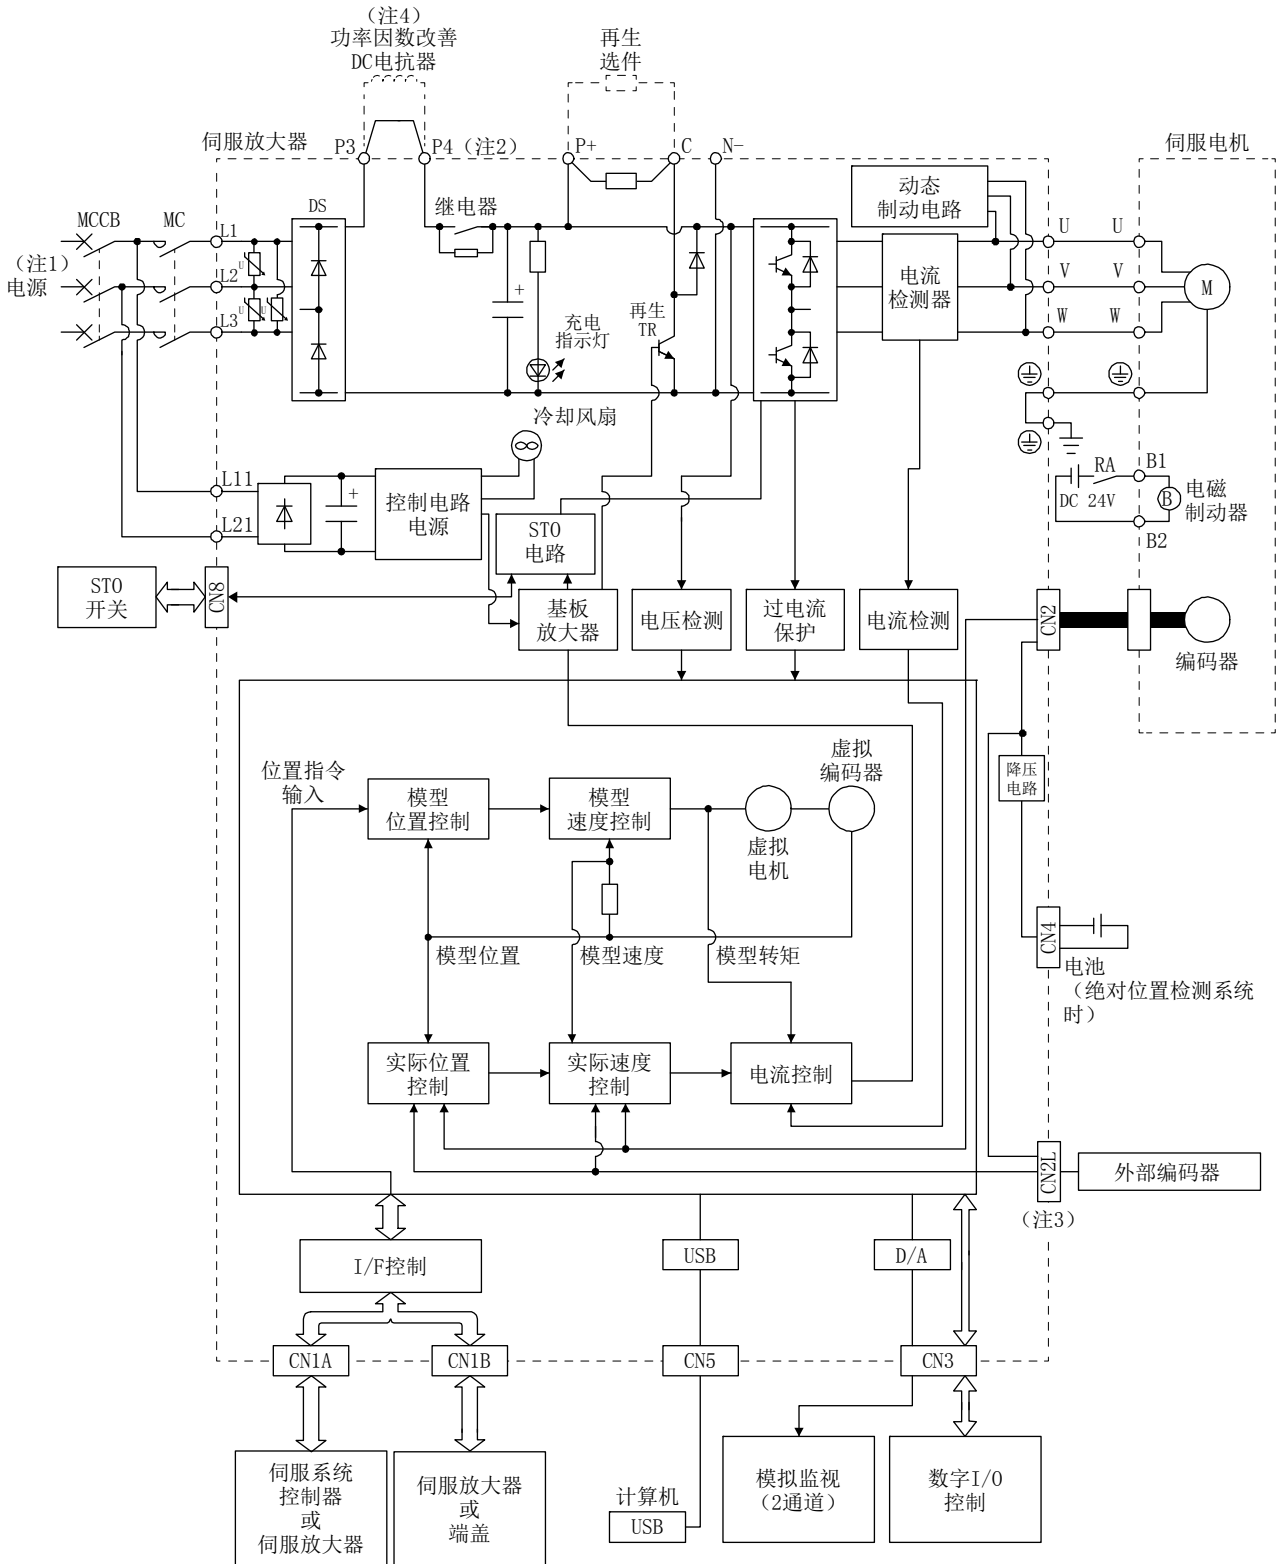 （注4）
功率因数改善
DC电抗器
再生
选件
伺服放大器
P3
P4（注2）
P+
C
N-
伺服电机
MCCB
MC
DS
继电器
动态
制动电路
L1
L2
L3
（注1）
电源
U
U
U
充电
指示灯
再生
TR
电流
检测器
U
V
W
U
V
W
M
冷却风扇
L11
L21
控制电路
电源
STO
电路
RA
DC 24V
B1
B2
B
电磁
制动器
STO
开关
CN8
基板
放大器
电压检测
过电流
保护
电流检测
CN2
编码器
位置指令
输入
模型
位置控制
模型
速度控制
虚拟
编码器
虚拟
电机
降压
电路
模型位置
模型速度
模型转矩
CN4
电池
（绝对位置检测系统
时）
实际位置
控制
实际速度
控制
电流控制
CN2L
外部编码器
（注3）
I/F控制
USB
D/A
CN1A
CN1B
CN5
CN3
伺服系统
控制器
或
伺服放大器
伺服放大器
或
端盖
计算机
USB
模拟监视
（2通道）
数字I/O
控制